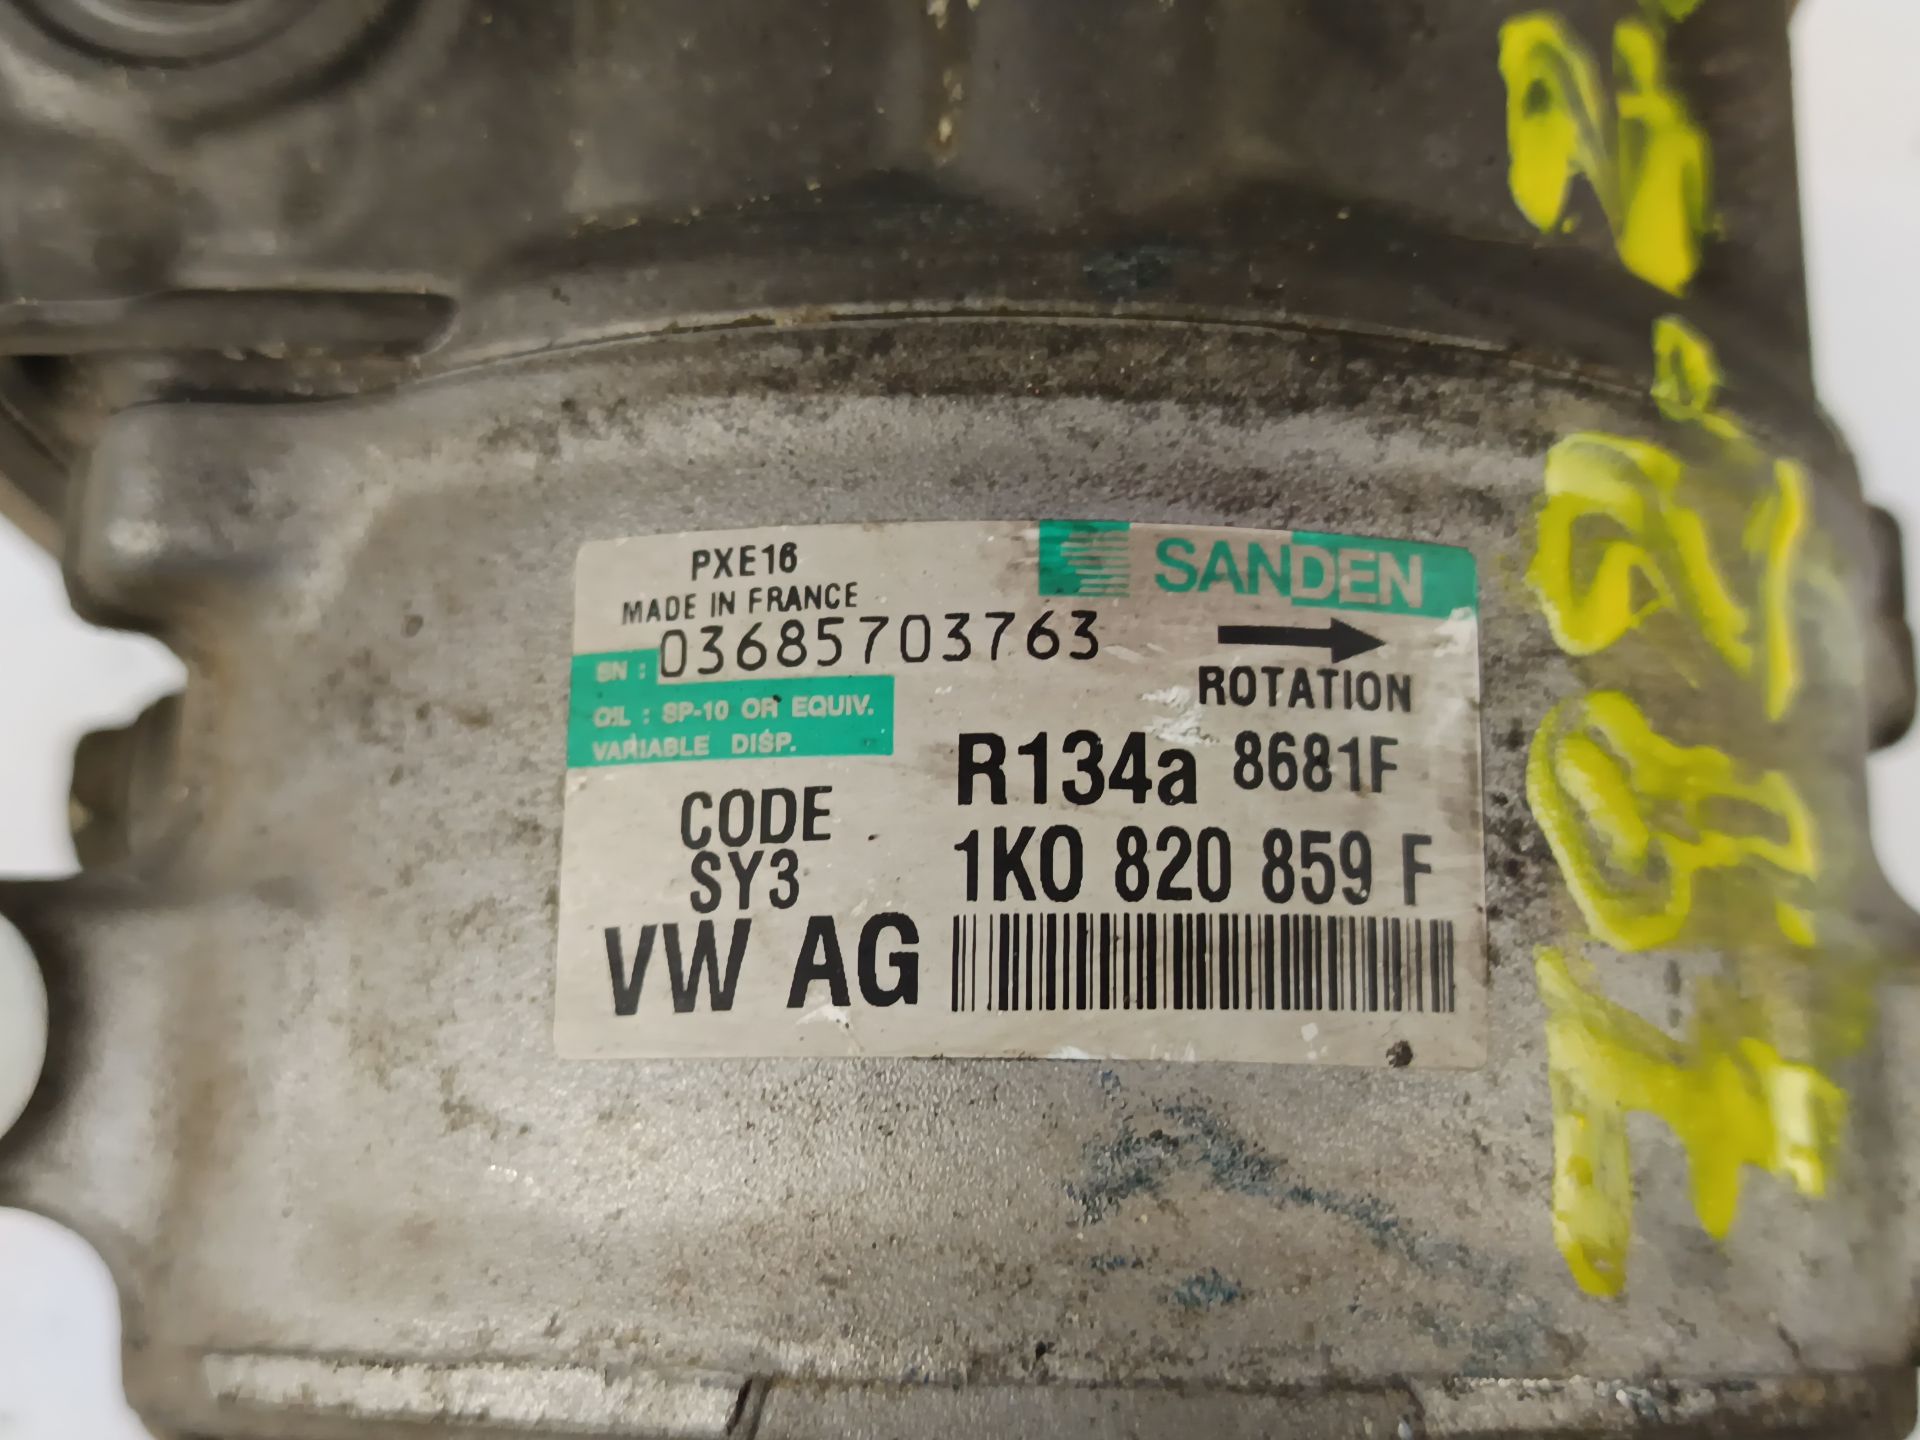 PXE16
SANDEN
MADE IN FRANCE
SN : 03685703763
ROTATION
OIL : SP-10 OR EQUIV.
VARIABLE DISP.
R134a 8681F
CODE
SY3
1K0 820 859 F
VW AG